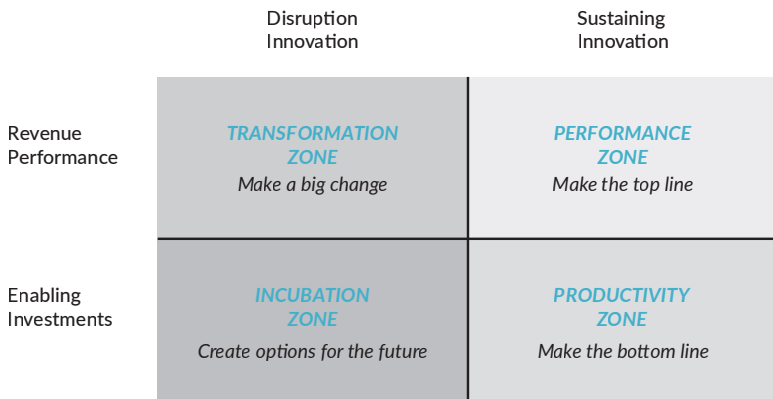 Disruption
Innovation
Sustaining
Innovation
Revenue
Performance
TRANSFORMATION
ZONE
Make a big change
PERFORMANCE
ZONE
Make the top line
Enabling
Investments
INCUBATION
ZONE
Create options for the future
PRODUCTIVITY
ZONE
Make the bottom line